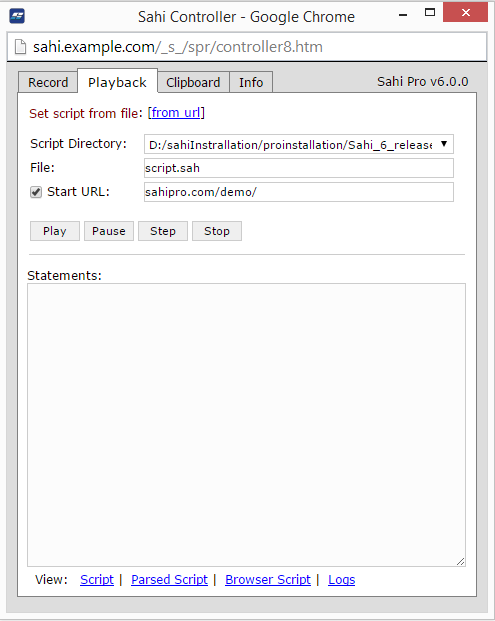 Sahi Controller - Google Chrome
sahi.example.com/_s_/spr/controller8.htm
Record Playback Clipboard Info Sahi Pro v6.0.0
Set script from file: [from url]
Script Directory: D:/sahiInstrallation/proinstallation/Sahi_6_release
File: script.sah
Start URL: sahipro.com/demo/
Play Pause Step Stop
Statements:
View: Script | Parsed Script | Browser Script | Logs